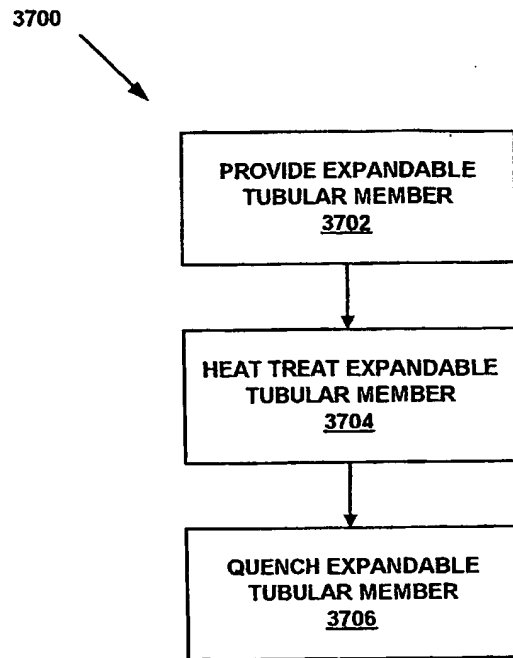 3700
PROVIDE EXPANDABLE
TUBULAR MEMBER
3702
HEAT TREAT EXPANDABLE
TUBULAR MEMBER
3704
QUENCH EXPANDABLE
TUBULAR MEMBER
3706